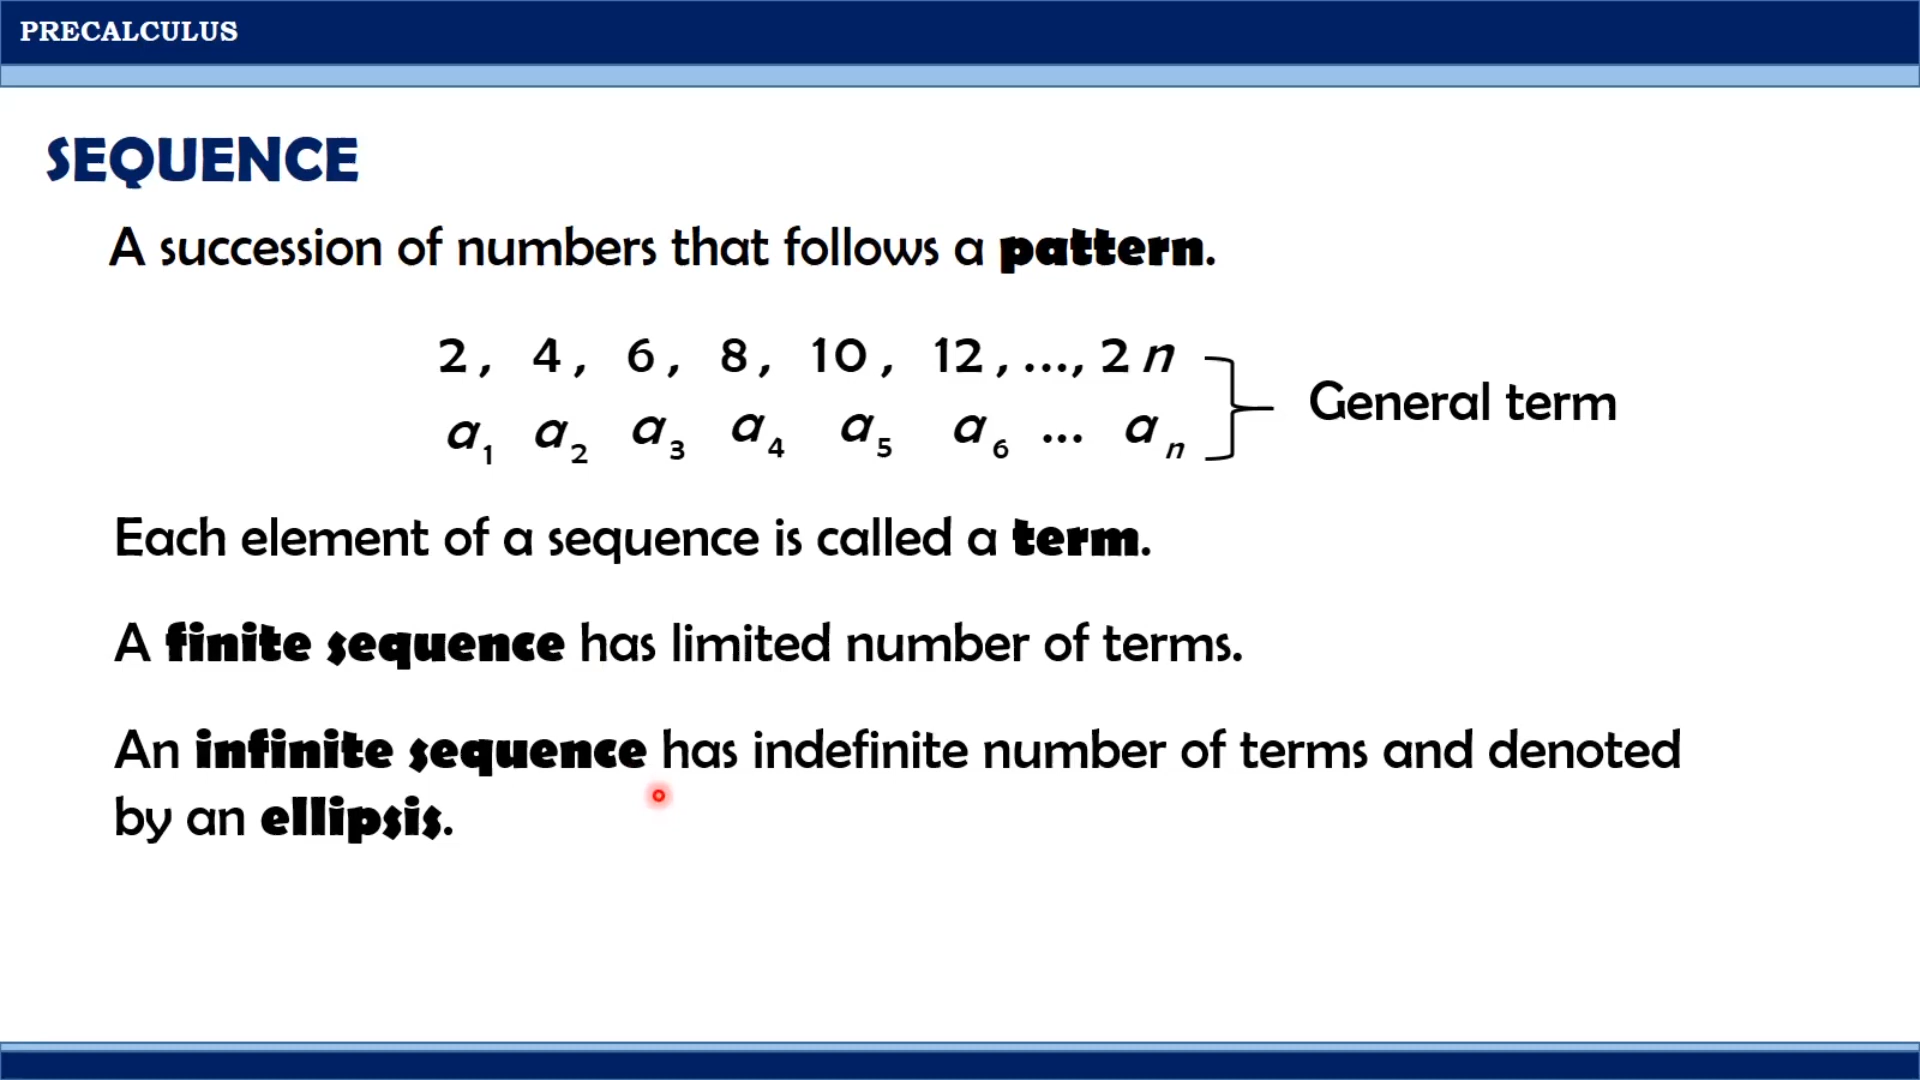 PRECALCULUS
SEQUENCE
A succession of numbers that follows a pattern.
2, 4, 6, 8, 10, 12, ..., 2n
a₁ a₂ a₃ a₄ a₅ a₆ ... aₙ
General term
Each element of a sequence is called a term.
A finite sequence has limited number of terms.
An infinite sequence has indefinite number of terms and denoted
by an ellipsis.